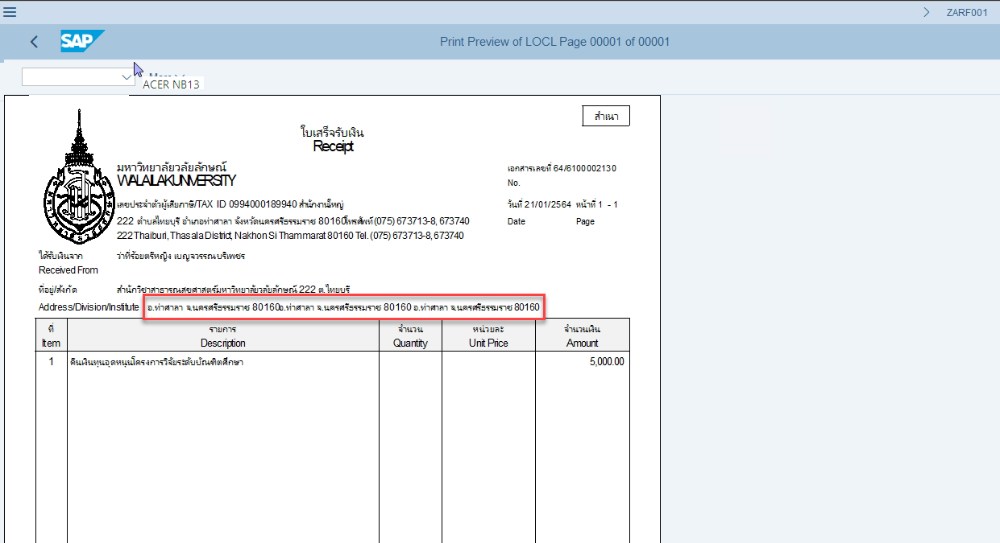 ZARF001
SAP
Print Preview of LOCL Page 00001 of 00001
More
ACER NB13
สำเนา
ใบเสร็จรับเงิน
Receipt
มหาวิทยาลัยวลัยลักษณ์
เอกสารเลขที่ 64/6100002130
WALAILAK UNIVERSITY
No.
เลขประจำตัวผู้เสียภาษี/TAX ID 0994000189940 สำนักงานใหญ่
วันที่ 21/01/2564 หน้าที่ 1 - 1
222 ตำบลไทยบุรี อำเภอท่าศาลา จังหวัดนครศรีธรรมราช 80160โทรศัพท์ (075) 673713-8, 673740
Date Page
222 Thaiburi, Thasala District, Nakhon Si Thammarat 80160 Tel. (075) 673713-8, 673740
ได้รับเงินจาก ว่าที่ร้อยตรีหญิง เบญจวรรณ บริเพชร
Received From
ที่อยู่/สังกัด สำนักวิชาสาธารณสุขศาสตร์มหาวิทยาลัยวลัยลักษณ์ 222 ต.ไทยบุรี
Address/Division/Institute อ.ท่าศาลา จ.นครศรีธรรมราช 80160อ.ท่าศาลา จ.นครศรีธรรมราช 80160 อ.ท่าศาลา จ.นครศรีธรรมราช 80160
ที่ รายการ จำนวน หน่วยละ จำนวนเงิน
Item Description Quantity Unit Price Amount
1 คืนเงินทุนอุดหนุนโครงการวิจัยระดับบัณฑิตศึกษา 5,000.00